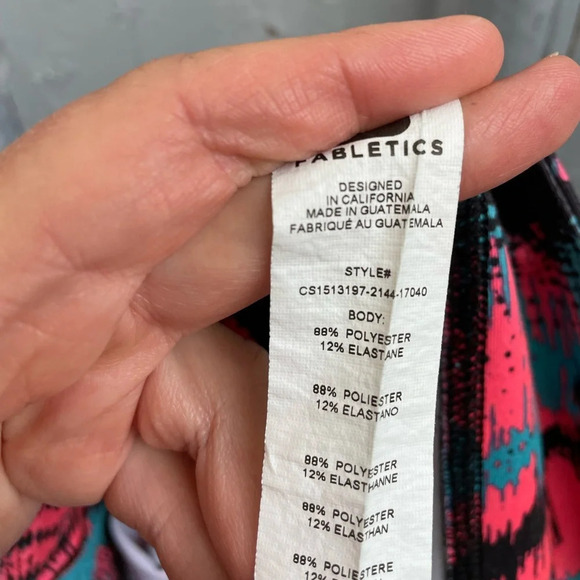 FABLETICS
DESIGNED
IN CALIFORNIA
MADE IN GUATEMALA
FABRIQUÉ AU GUATEMALA
STYLE#
CS1513197-2144-17040
BODY:
88% POLYESTER
12% ELASTANE
88% POLIESTER
12% ELASTANO
88% POLYESTER
12% ELASTHANNE
88% POLYESTER
12% ELASTHAN
88% POLIESTERE
12%